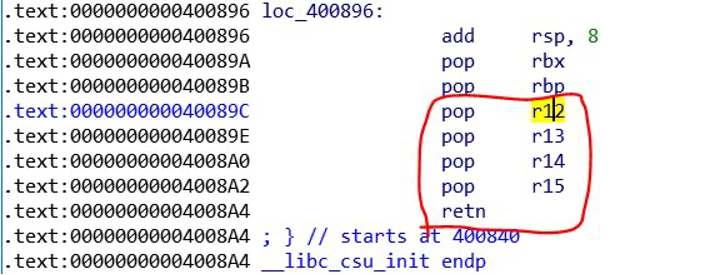 .text:0000000000400896 loc_400896:
.text:0000000000400896 add rsp, 8
.text:000000000040089A pop rbx
.text:000000000040089B pop rbp
.text:000000000040089C pop r12
.text:000000000040089E pop r13
.text:00000000004008A0 pop r14
.text:00000000004008A2 pop r15
.text:00000000004008A4 retn
.text:00000000004008A4 ; } // starts at 400840
.text:00000000004008A4 __libc_csu_init endp